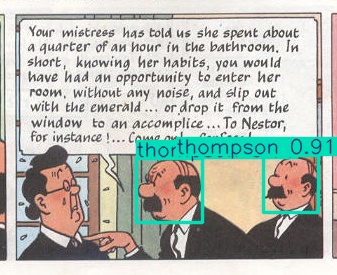 Your mistress has told us she spent about
a quarter of an hour in the bathroom. In
short, knowing her habits, you would
have had an opportunity to enter her
room, without any noise, and slip out
with the emerald... or drop it from the
window to an accomplice... To Nestor,
for instance!... Come
thor thompson 0.91